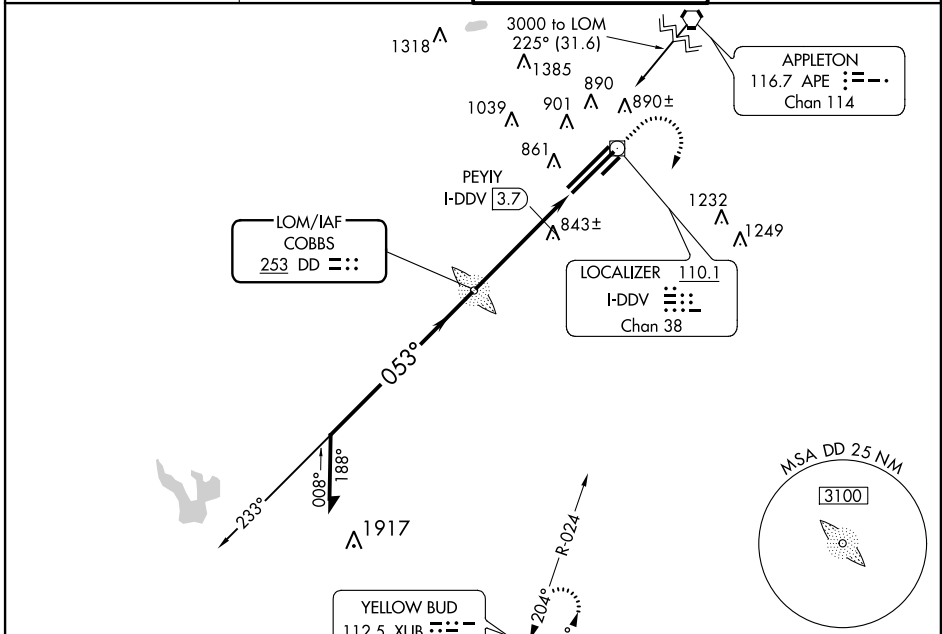 3000 to LOM
225° (31.6)
1318
1385
APPLETON
116.7 APE
Chan 114
890
890±
1039
901
861
PEYIY
I-DDV 3.7
843±
1232
1249
LOM/IAF
COBBS
253 DD
LOCALIZER 110.1
I-DDV
Chan 38
053°
188°
008°
233°
1917
MSA DD 25 NM
3100
R-024
204°
YELLOW BUD
112.5 XUB